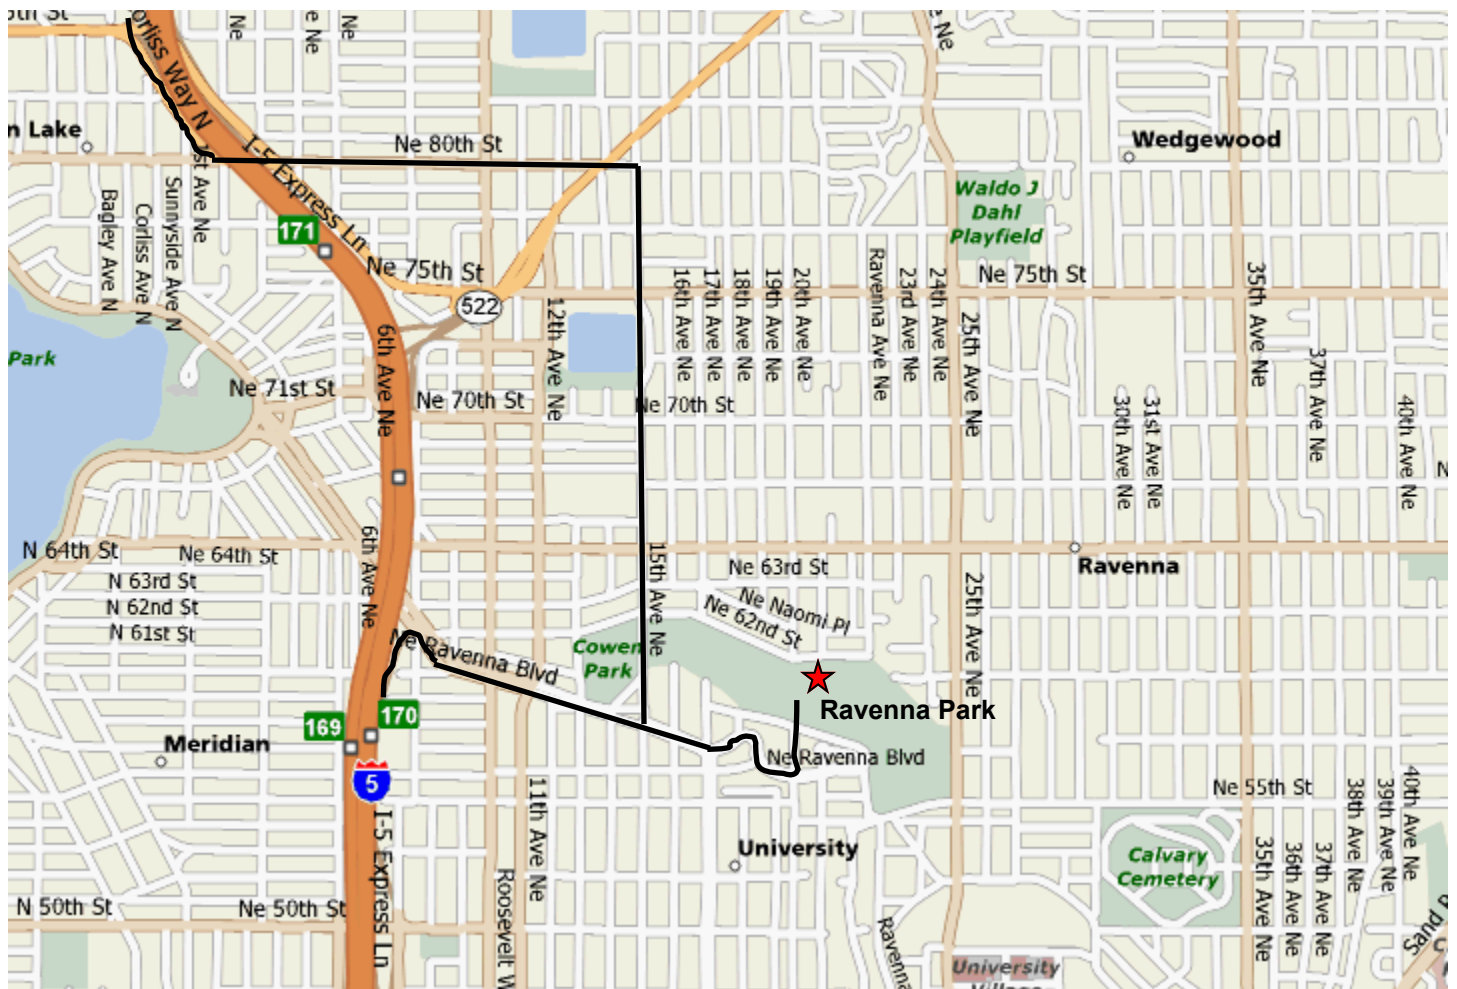 Ne
Corliss Way N
n Lake
Ne 80th St
Wedgewood
1st Ave Ne
I-5 Express Ln
Waldo J
Dahl
Playfield
Bagley Ave N
Corliss Ave N
Sunnyside Ave N
171
Ne 75th St
Ne 75th St
522
12th Ave Ne
16th Ave Ne
17th Ave Ne
18th Ave Ne
19th Ave Ne
20th Ave Ne
Ravenna Ave Ne
23rd Ave Ne
24th Ave Ne
25th Ave Ne
35th Ave Ne
37th Ave Ne
Park
6th Ave Ne
Ne 71st St
Ne 70th St
Ne 70th St
30th Ave Ne
31st Ave Ne
40th Ave Ne
N
N 64th St
Ne 64th St
6th Ave Ne
15th Ave Ne
Ne 63rd St
Ravenna
N 63rd St
N 62nd St
N 61st St
Ne Naomi Pl
Ne 62nd St
25th Ave Ne
Ne Ravenna Blvd
Cowen
Park
Ravenna Park
169
170
Meridian
5
Ne Ravenna Blvd
I-5 Express Ln
11th Ave Ne
Ne 55th St
38th Ave Ne
39th Ave Ne
40th Ave Ne
University
Calvary
Cemetery
35th Ave Ne
36th Ave Ne
37th Ave Ne
N 50th St
Ne 50th St
Roosevelt W
Ravenna
University
Village
Sand P